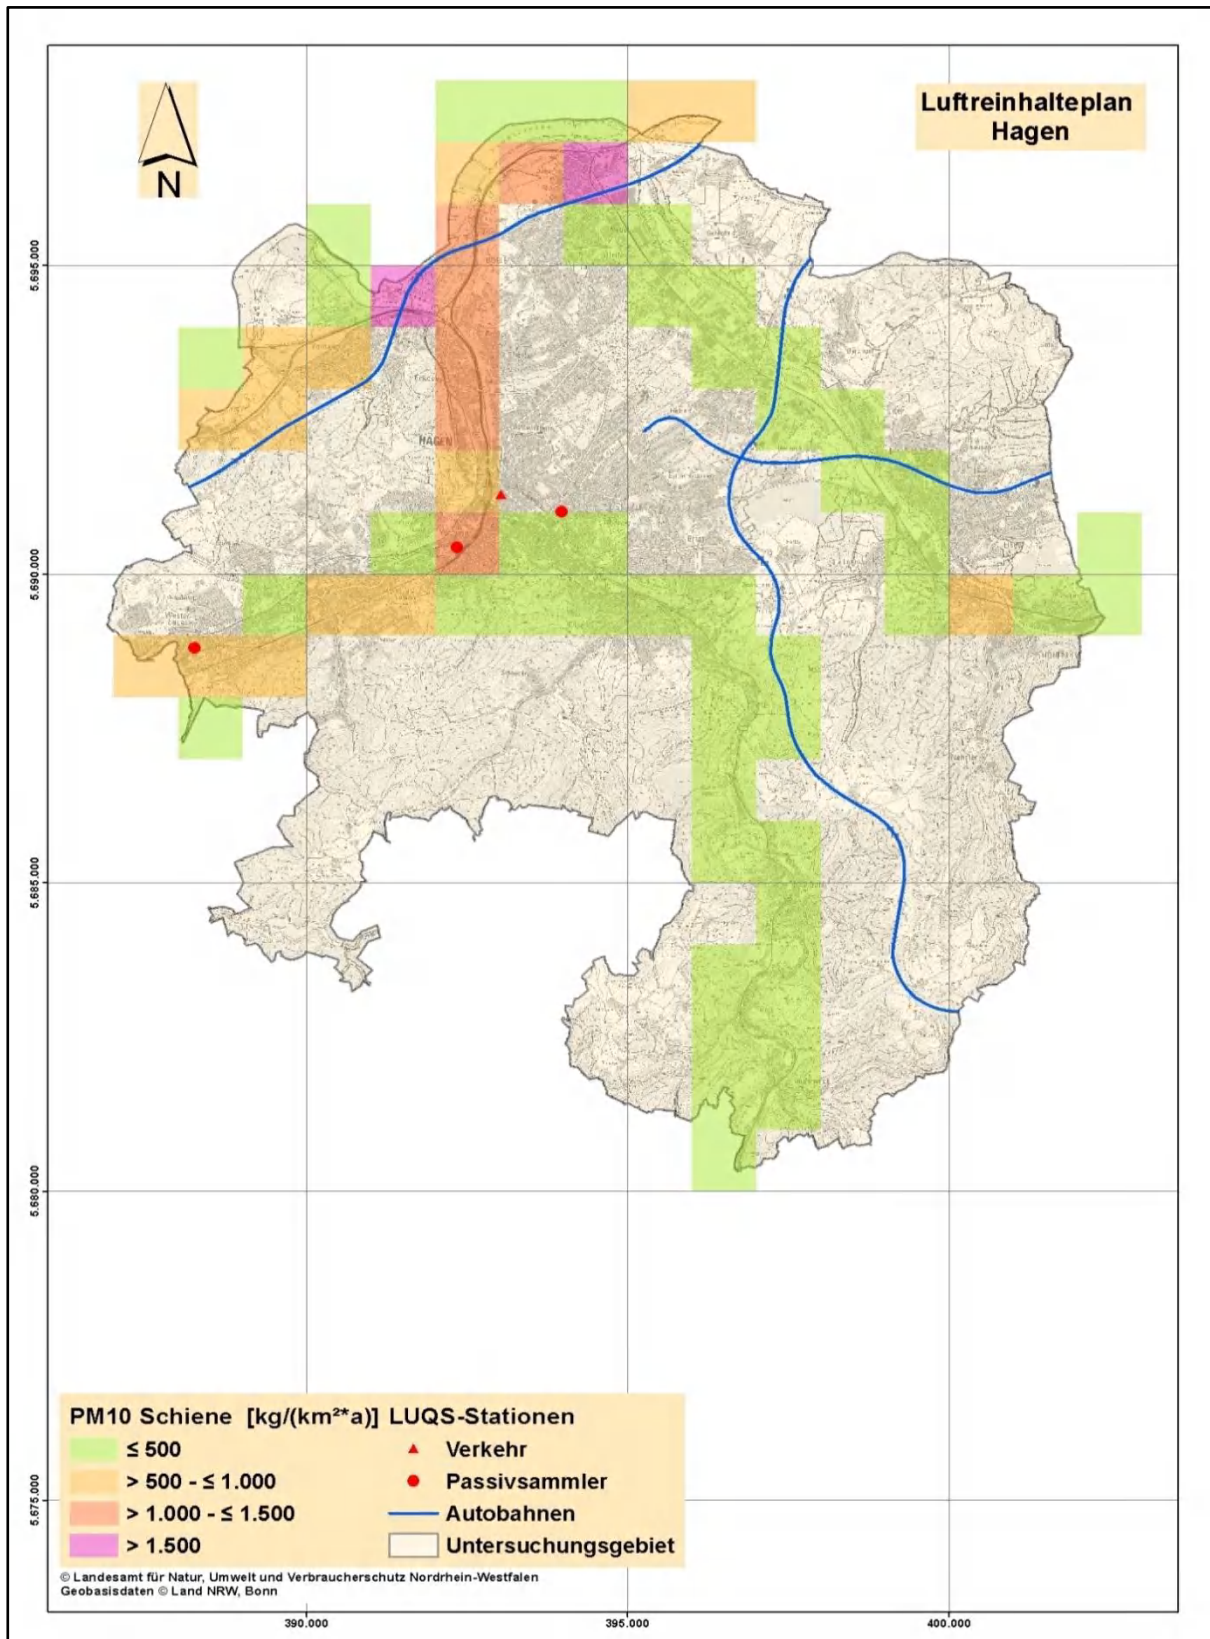 Luftreinhalteplan
Hagen
N
5.695.000
HAGEN
5.690.000
5.685.000
5.680.000
5.675.000
PM10 Schiene [kg/(km²*a)]
≤ 500
> 500 - ≤ 1.000
> 1.000 - ≤ 1.500
> 1.500
LUQS-Stationen
Verkehr
Passivsammler
Autobahnen
Untersuchungsgebiet
© Landesamt für Natur, Umwelt und Verbraucherschutz Nordrhein-Westfalen
Geobasisdaten © Land NRW, Bonn
390.000
395.000
400.000